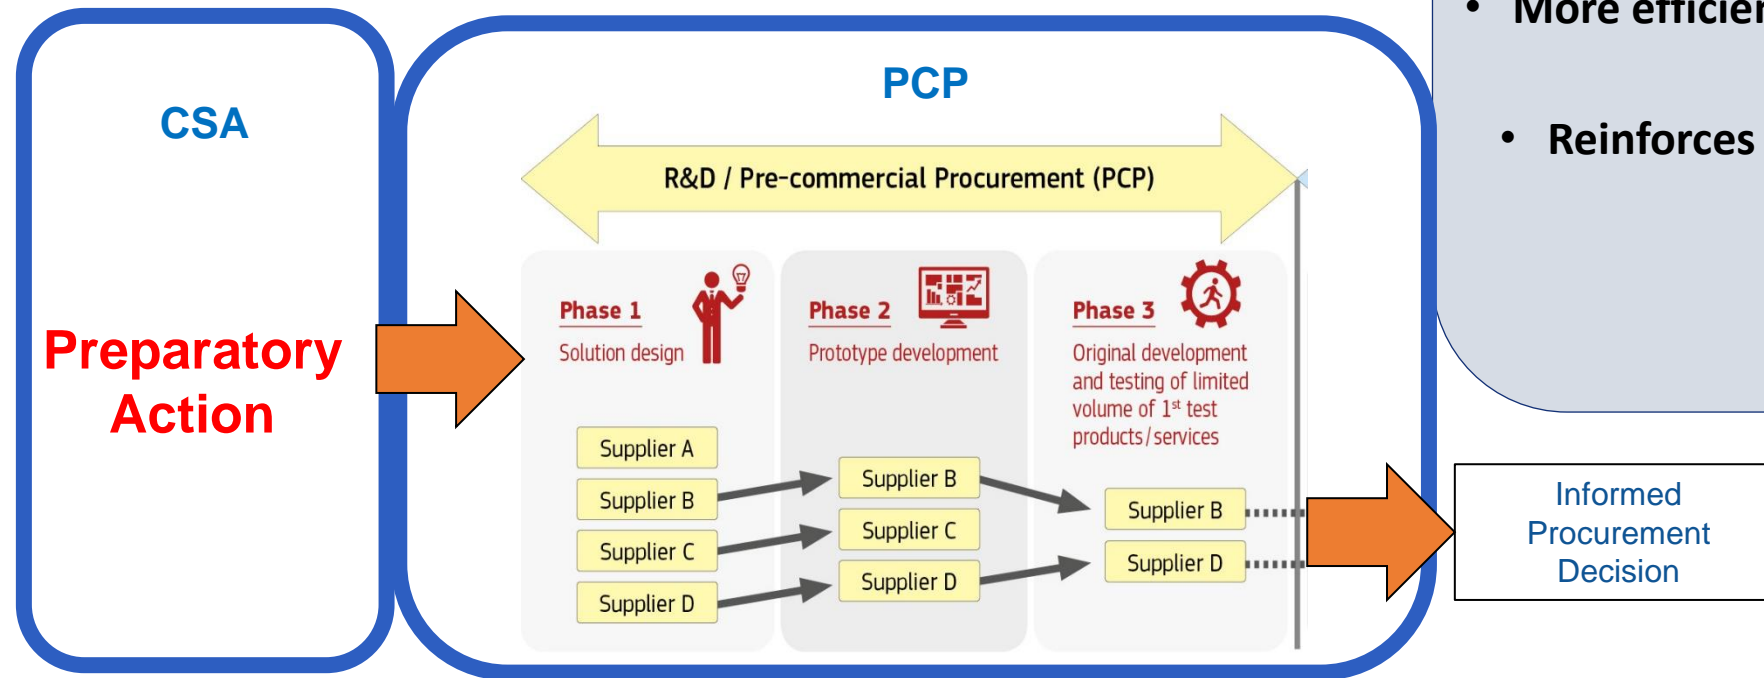 CSA
Preparatory
Action
PCP
R&D / Pre-commercial Procurement (PCP)
Phase 1
Solution design
Supplier A
Supplier B
Supplier C
Supplier D
Phase 2
Prototype development
Supplier B
Supplier C
Supplier D
Phase 3
Original development
and testing of limited
volume of 1st test
products/services
Supplier B
Supplier D
• More
• Reinforces
Informed
Procurement
Decision